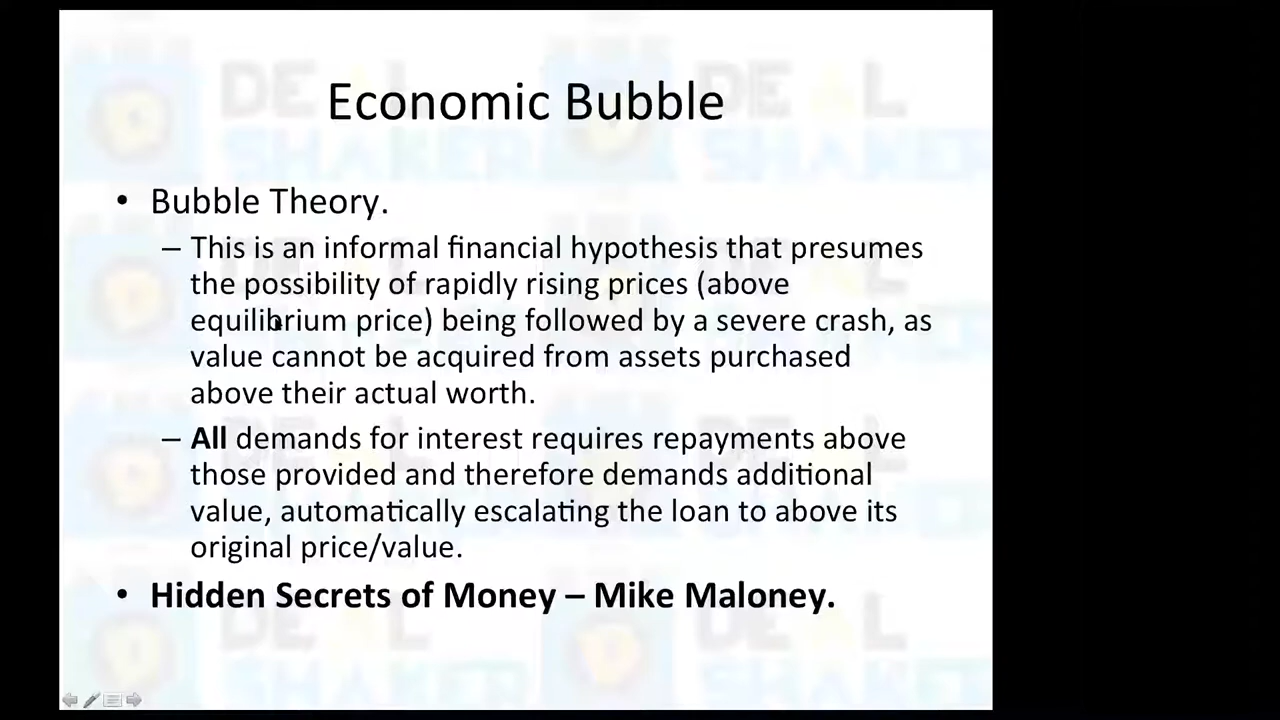 Economic Bubble
• Bubble Theory.
– This is an informal financial hypothesis that presumes
the possibility of rapidly rising prices (above
equilibrium price) being followed by a severe crash, as
value cannot be acquired from assets purchased
above their actual worth.
– All demands for interest requires repayments above
those provided and therefore demands additional
value, automatically escalating the loan to above its
original price/value.
• Hidden Secrets of Money – Mike Maloney.
DEAL
SHAKER